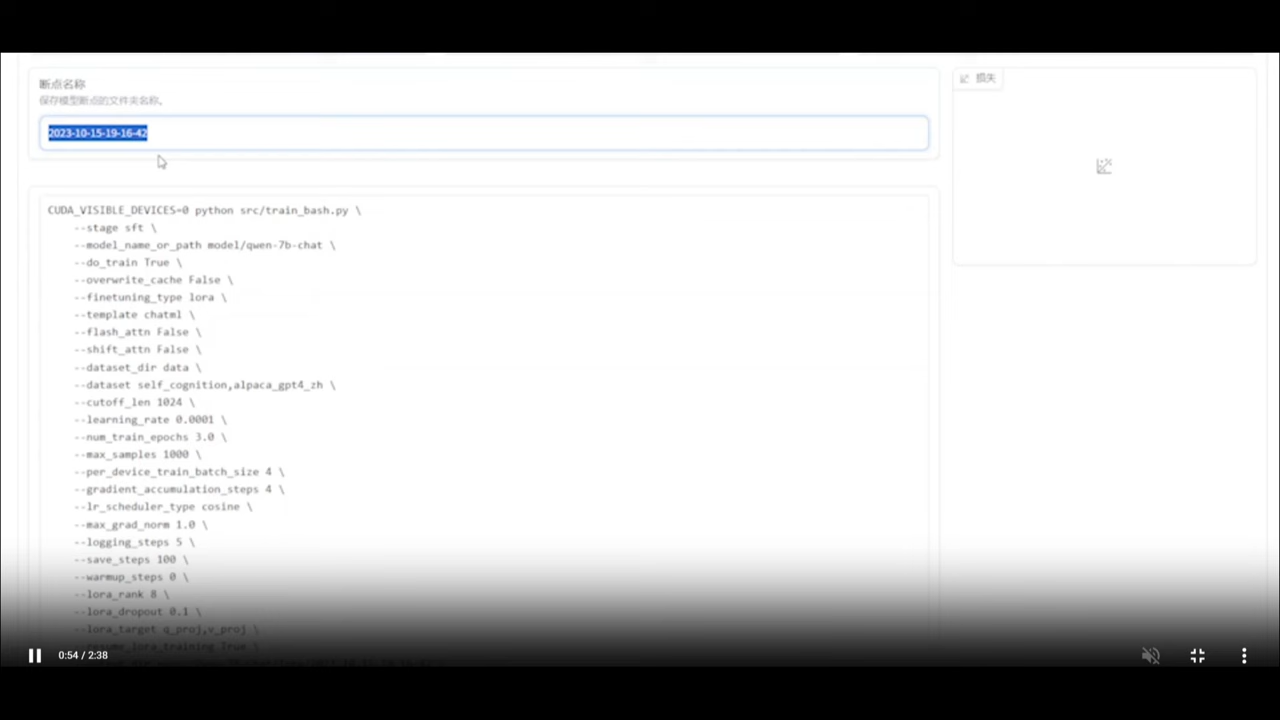 断点名称
保存模型断点的文件夹名称。
2023-10-15-19-16-42
损失
CUDA_VISIBLE_DEVICES=0 python src/train_bash.py \
--stage sft \
--model_name_or_path model/qwen-7b-chat \
--do_train True \
--overwrite_cache False \
--finetuning_type lora \
--template chatml \
--flash_attn False \
--shift_attn False \
--dataset_dir data \
--dataset self_cognition,alpaca_gpt4_zh \
--cutoff_len 1024 \
--learning_rate 0.0001 \
--num_train_epochs 3.0 \
--max_samples 1000 \
--per_device_train_batch_size 4 \
--gradient_accumulation_steps 4 \
--lr_scheduler_type cosine \
--max_grad_norm 1.0 \
--logging_steps 5 \
--save_steps 100 \
--warmup_steps 0 \
--lora_rank 8 \
--lora_dropout 0.1 \
--lora_target q_proj,v_proj \
--resume_lora_training True \
0:54 / 2:38